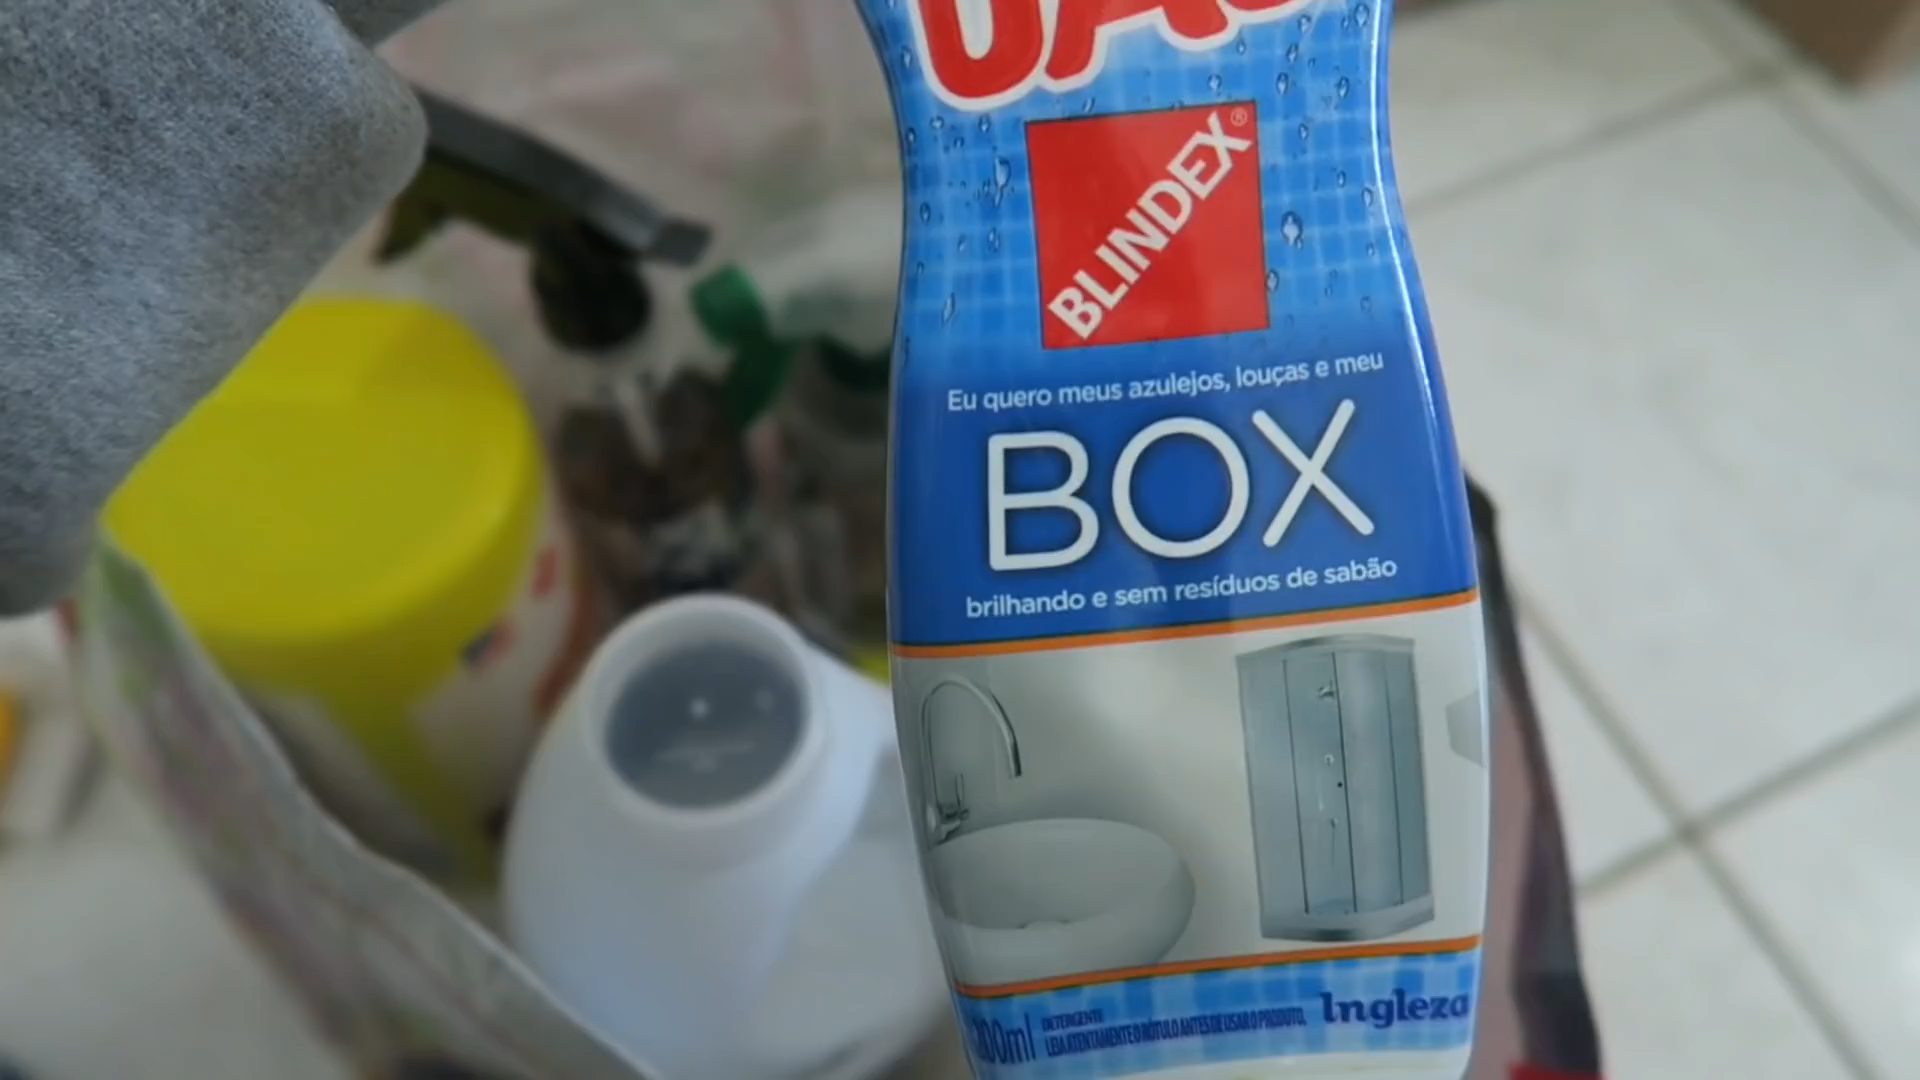 BLINDEX®
Eu quero meus azulejos, louças e meu
BOX
brilhando e sem resíduos de sabão
DETERGENTE
LEIA ATENTAMENTE O RÓTULO ANTES DE USAR O PRODUTO.
Ingleza